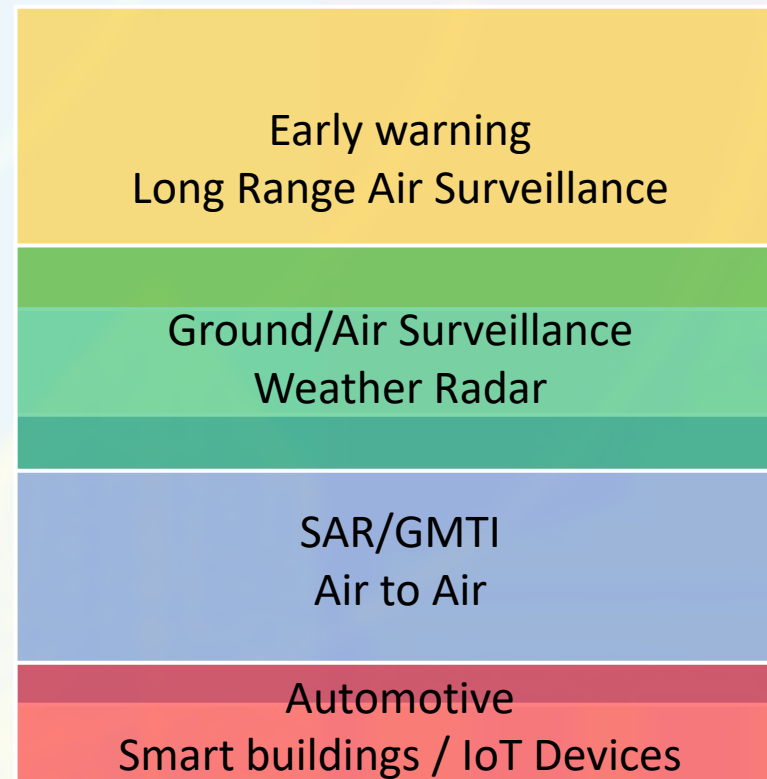 Early warning
Long Range Air Surveillance
Ground/Air Surveillance
Weather Radar
SAR/GMTI
Air to Air
Automotive
Smart buildings / IoT Devices